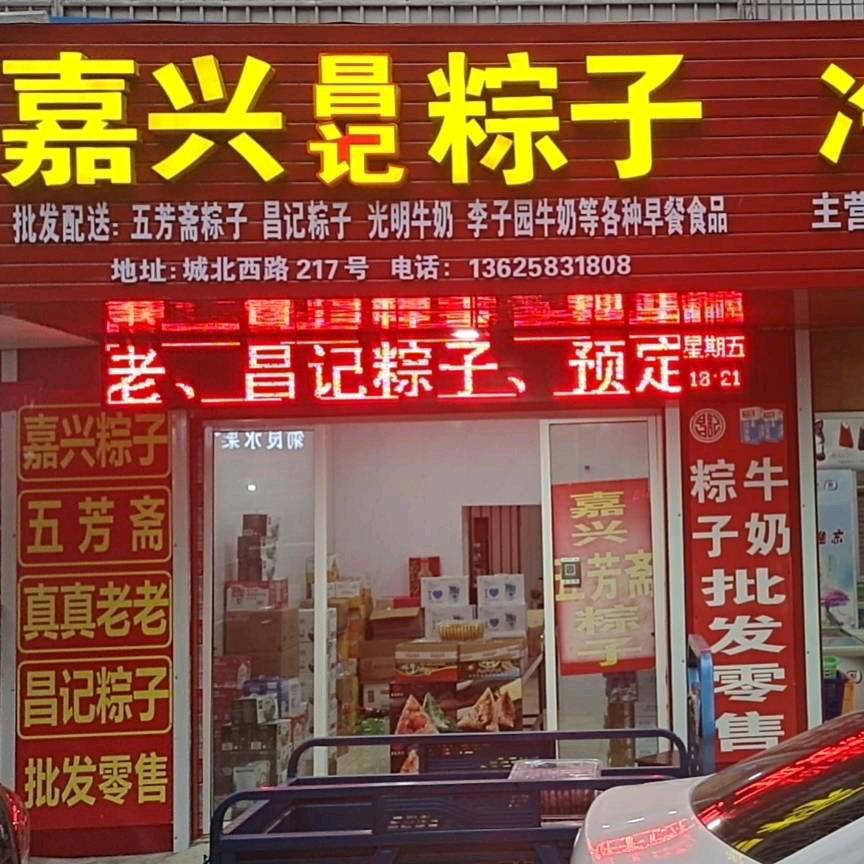 嘉兴昌记粽子
批发配送: 五芳斋粽子 昌记粽子 光明牛奶 李子园牛奶等各种早餐食品
主营
地址: 城北西路 217号 电话: 13625831808
老、昌记粽子、预定
星期五
18:21
嘉兴粽子
五芳斋
真真老老
昌记粽子
批发零售
嘉兴
五芳斋
粽子
昌記
粽子
牛奶
批发零售